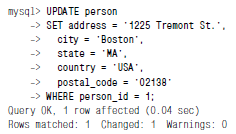 mysql> UPDATE person
-> SET address = '1225 Tremont St.',
-> city = 'Boston',
-> state = 'MA',
-> country = 'USA',
-> postal_code = '02138'
-> WHERE person_id = 1;
Query OK, 1 row affected (0.04 sec)
Rows matched: 1 Changed: 1 Warnings: 0